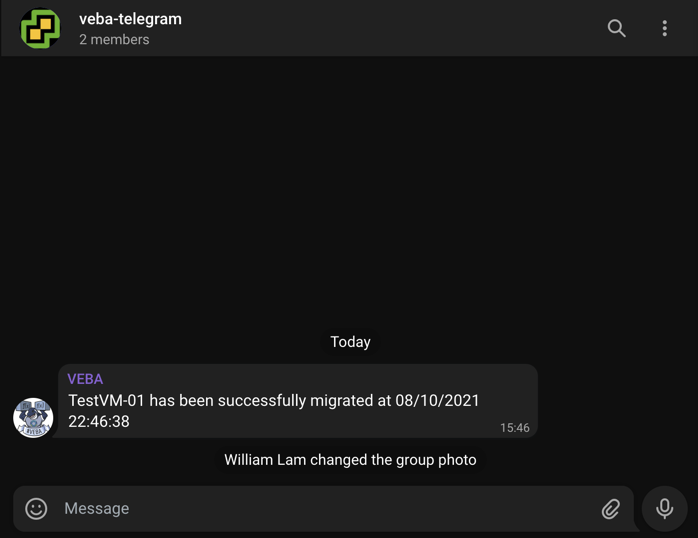 veba-telegram
2 members
Today
VEBA
TestVM-01 has been successfully migrated at 08/10/2021
22:46:38
15:46
#VEBA
William Lam changed the group photo
Message